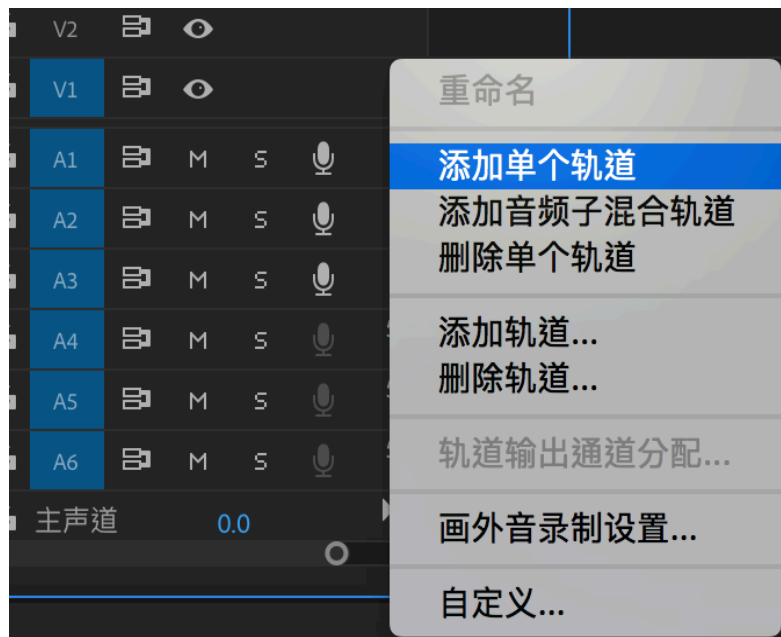 V2
V1
A1 M S
A2 M S
A3 M S
A4 M S
A5 M S
A6 M S
主声道 0.0
重命名
添加单个轨道
添加音频子混合轨道
删除单个轨道
添加轨道...
删除轨道...
轨道输出通道分配...
画外音录制设置...
自定义...